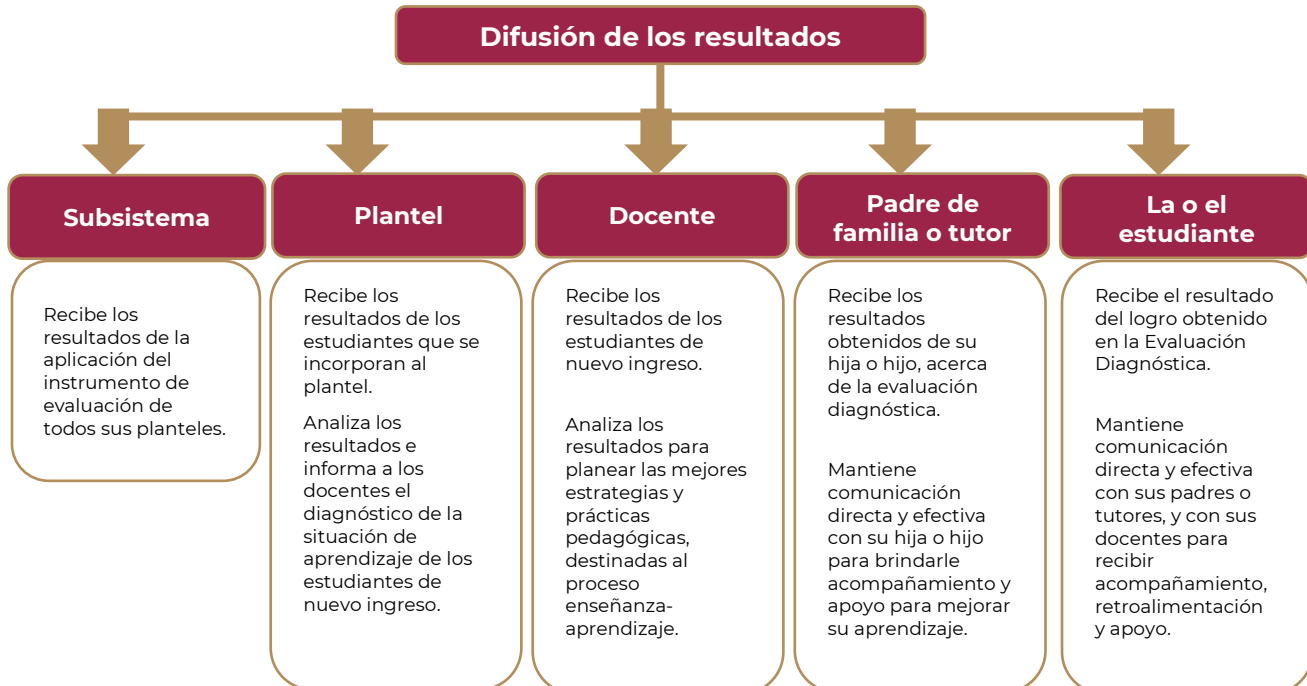 Difusión de los resultados
Subsistema
Recibe los
resultados de la
aplicación del
instrumento de
evaluación de
todos sus planteles.
Plantel
Recibe los
resultados de los
estudiantes que se
incorporan al
plantel.
Analiza los
resultados e
informa a los
docentes el
diagnóstico de la
situación de
aprendizaje de los
estudiantes de
nuevo ingreso.
Docente
Recibe los
resultados de los
estudiantes de
nuevo ingreso.
Analiza los
resultados para
planear las mejores
estrategias y
prácticas
pedagógicas,
destinadas al
proceso
enseñanza-
aprendizaje.
Padre de
familia o tutor
Recibe los
resultados
obtenidos de su
hija o hijo, acerca
de la evaluación
diagnóstica.
Mantiene
comunicación
directa y efectiva
con su hija o hijo
para brindarle
acompañamiento y
apoyo para mejorar
su aprendizaje.
La o el
estudiante
Recibe el resultado
del logro obtenido
en la Evaluación
Diagnóstica.
Mantiene
comunicación
directa y efectiva
con sus padres o
tutores, y con sus
docentes para
recibir
acompañamiento,
retroalimentación
y apoyo.